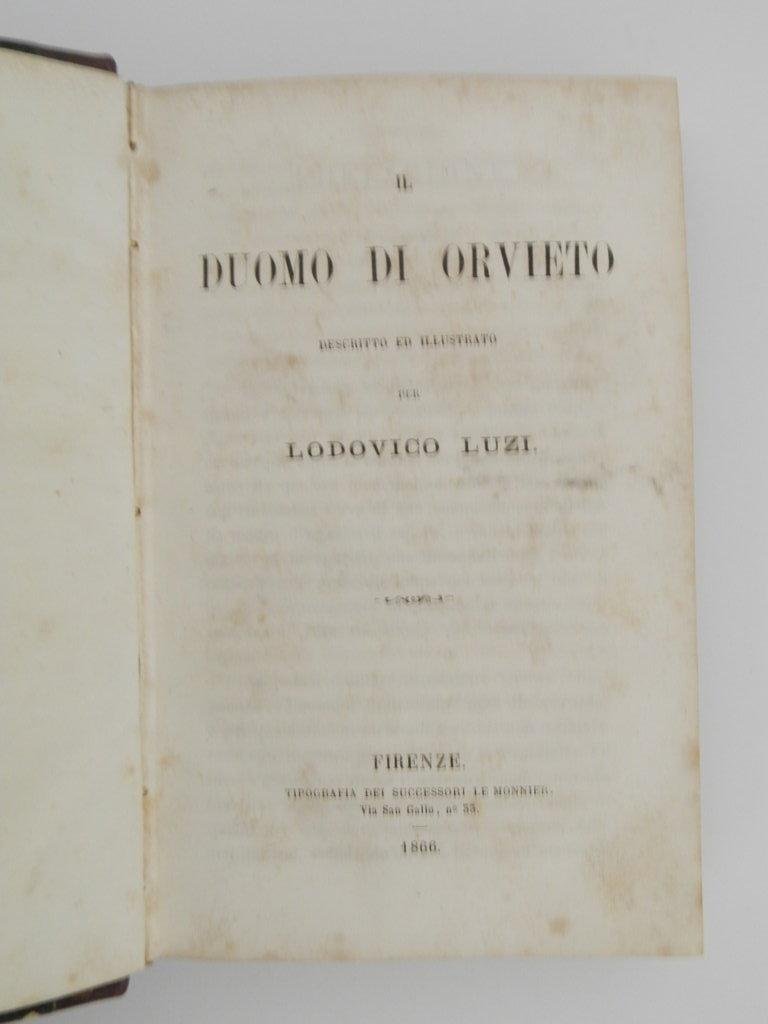 IL
DUOMO DI ORVIETO
DESCRITTO ED ILLUSTRATO
PER
LODOVICO LUZI.
FIRENZE.
TIPOGRAFIA DEI SUCCESSORI LE MONNIER.
Via San Gallo, nº 33.
1866.